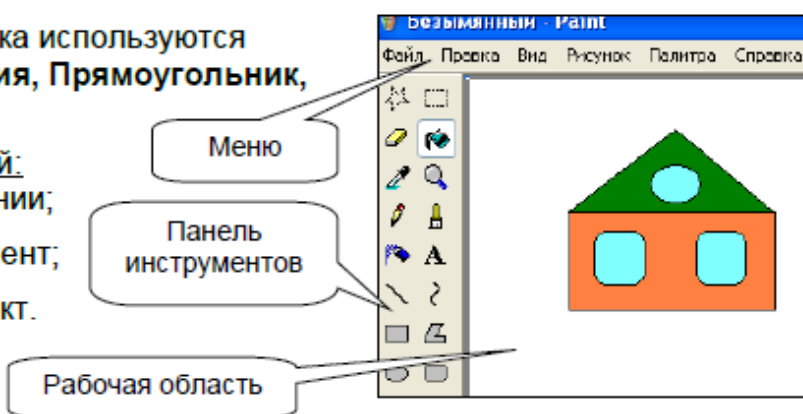 ка используются
ия, Прямоугольник,
й:
нии;
ент;
кт.
Меню
Панель
инструментов
Рабочая область
Безымянный - Paint
Файл Правка Вид Рисунок Палитра Справка
A